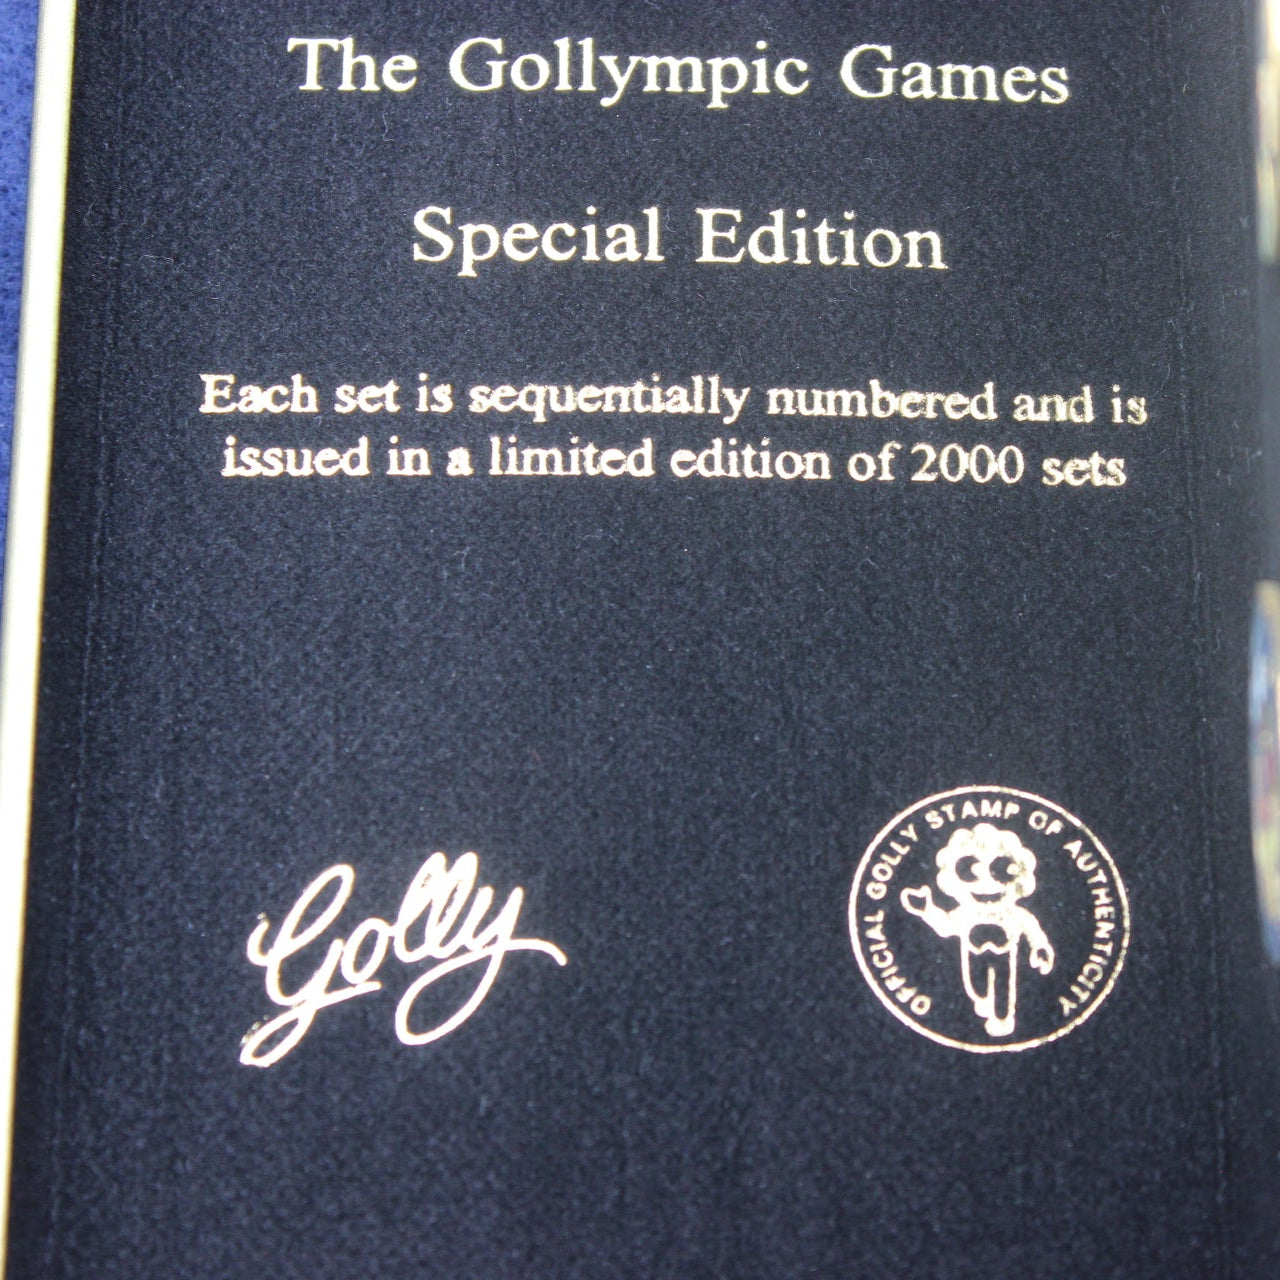 The Gollympic Games
Special Edition
Each set is sequentially numbered and is
issued in a limited edition of 2000 sets
Golly
OFFICIAL GOLLY STAMP OF AUTHENTICITY